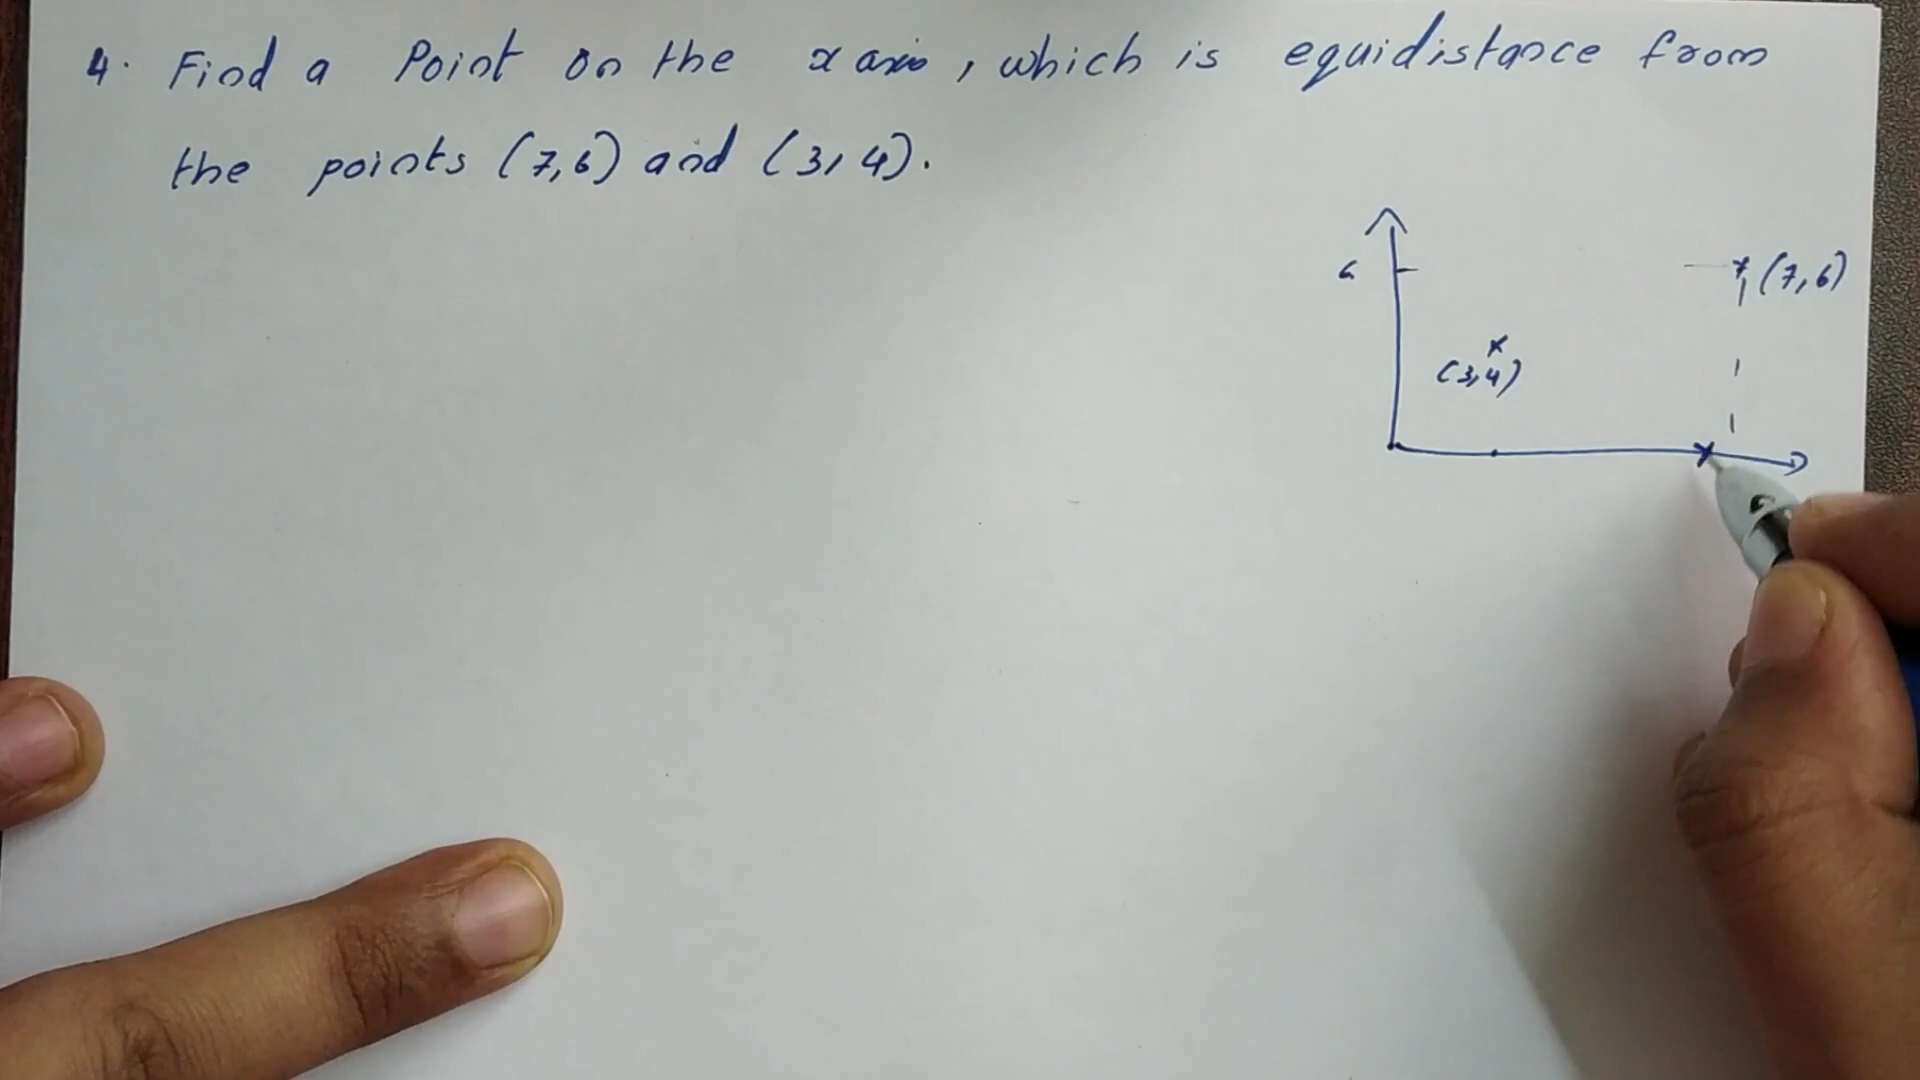 4. Find a Point on the x axis, which is equidistance from
the points (7,6) and (3,4).
6
(7,6)
(3,4)